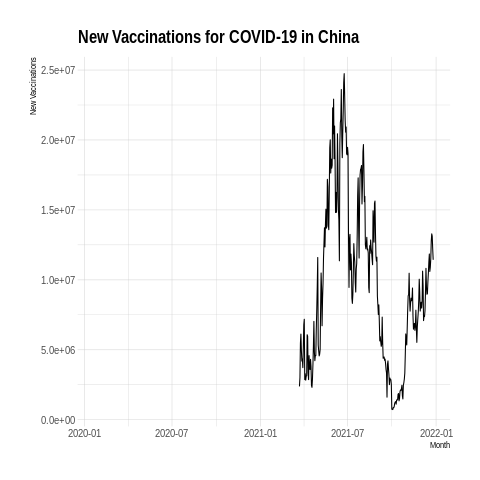 New Vaccinations for COVID-19 in China
New Vaccinations
2.5e+07
2.0e+07
1.5e+07
1.0e+07
5.0e+06
0.0e+00
2020-01 2020-07 2021-01 2021-07 2022-01
Month